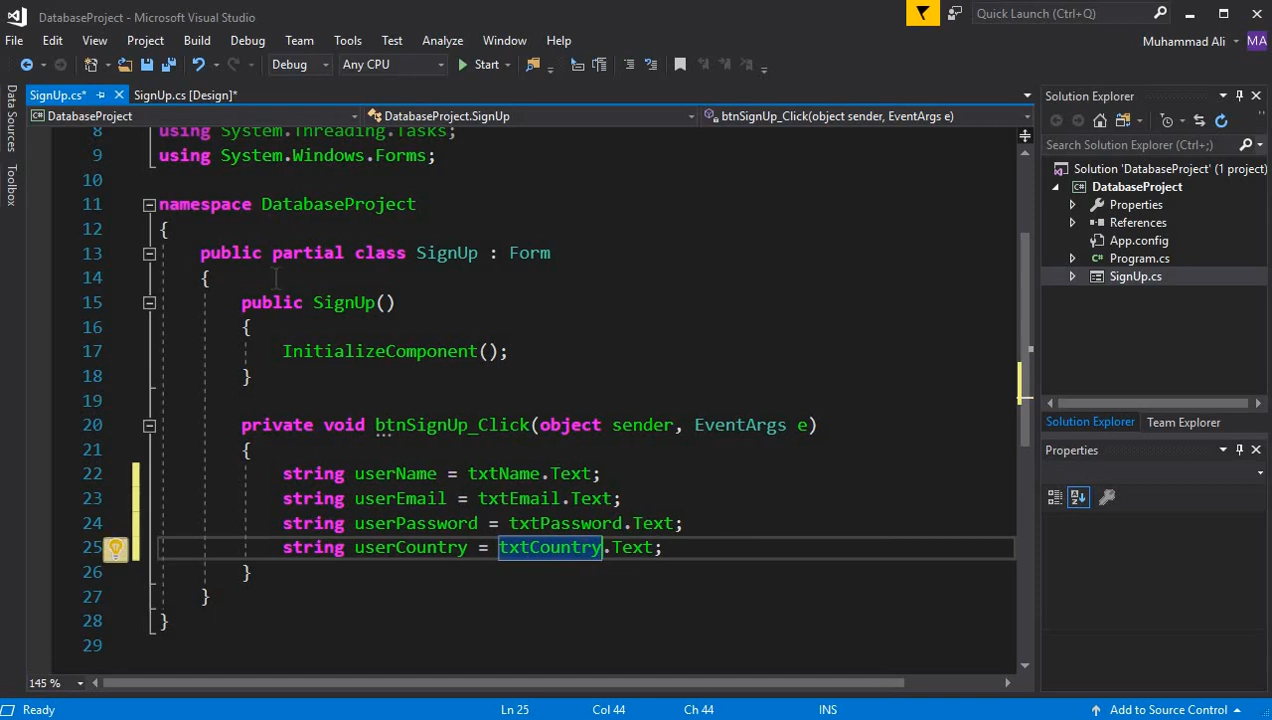 DatabaseProject - Microsoft Visual Studio
Quick Launch (Ctrl+Q)
File Edit View Project Build Debug Team Tools Test Analyze Window Help
Muhammad Ali MA
Debug Any CPU Start
SignUp.cs* SignUp.cs [Design]*
DatabaseProject DatabaseProject.SignUp btnSignUp_Click(object sender, EventArgs e)
Data Sources
Toolbox
8 using System.Threading.Tasks;
9 using System.Windows.Forms;
10
11 namespace DatabaseProject
12 {
13 public partial class SignUp : Form
14 {
15 public SignUp()
16 {
17 InitializeComponent();
18 }
19
20 private void btnSignUp_Click(object sender, EventArgs e)
21 {
22 string userName = txtName.Text;
23 string userEmail = txtEmail.Text;
24 string userPassword = txtPassword.Text;
25 string userCountry = txtCountry.Text;
26 }
27 }
28 }
29
145 %
Solution Explorer
Search Solution Explorer (Ctrl+;)
Solution 'DatabaseProject' (1 project)
DatabaseProject
Properties
References
App.config
Program.cs
SignUp.cs
Solution Explorer Team Explorer
Properties
Ready Ln 25 Col 44 Ch 44 INS Add to Source Control